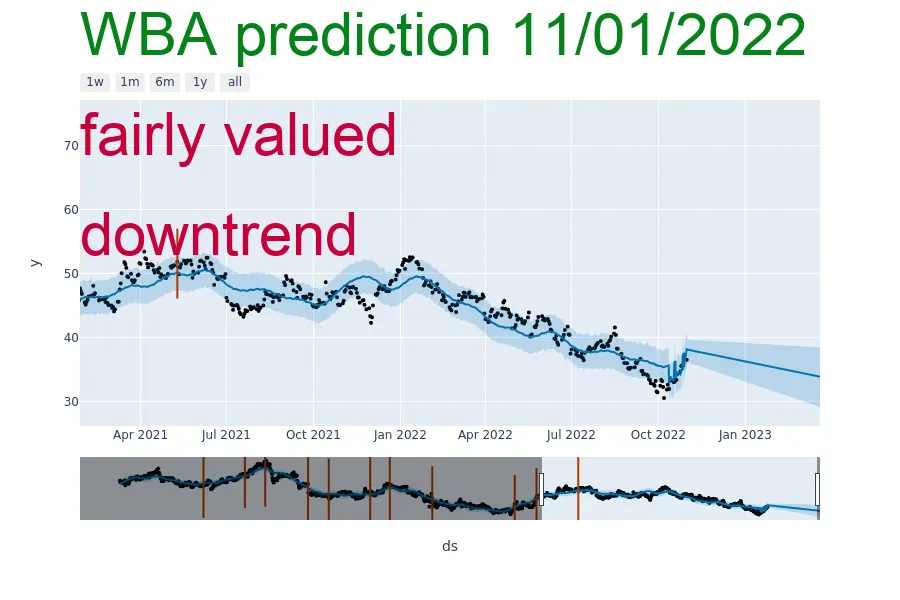 WBA prediction 11/01/2022
1w 1m 6m 1y all
fairly valued
downtrend
70
60
50
40
30
y
Apr 2021 Jul 2021 Oct 2021 Jan 2022 Apr 2022 Jul 2022 Oct 2022 Jan 2023
ds